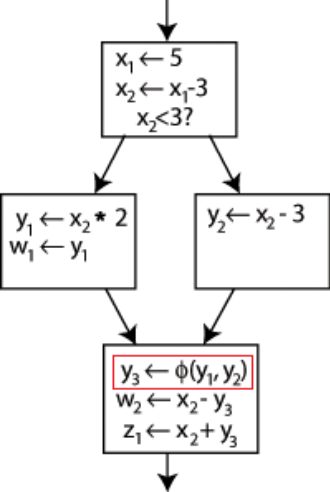 x₁ ← 5
x₂ ← x₁-3
x₂<3?
y₁ ← x₂ * 2
w₁ ← y₁
y₂ ← x₂ - 3
y₃ ← ϕ(y₁, y₂)
w₂ ← x₂ - y₃
z₁ ← x₂ + y₃